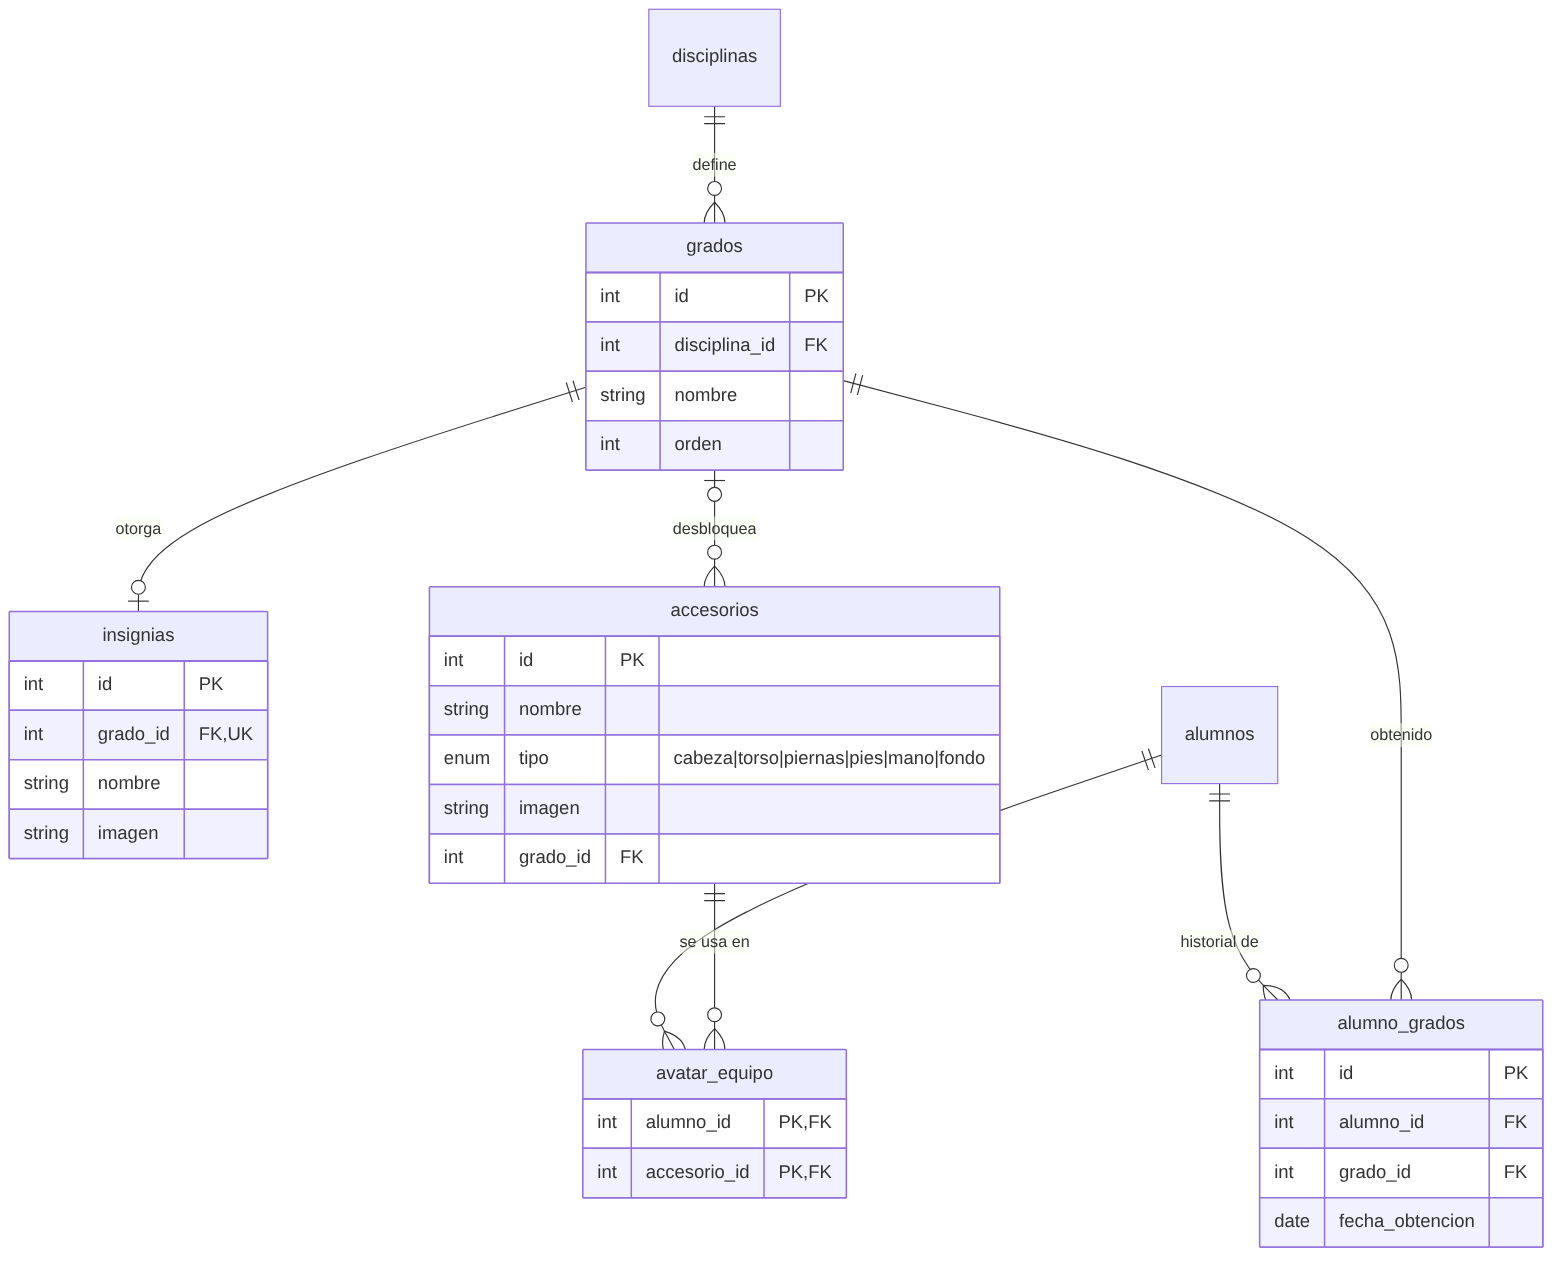 disciplinas
define
grados
int id PK
int disciplina_id FK
string nombre
int orden
otorga
desbloquea
obtenido
insignias
int id PK
int grado_id FK,UK
string nombre
string imagen
accesorios
int id PK
string nombre
enum tipo cabeza|torso|piernas|pies|mano|fondo
string imagen
int grado_id FK
alumnos
se usa en
historial de
avatar_equipo
int alumno_id PK,FK
int accesorio_id PK,FK
alumno_grados
int id PK
int alumno_id FK
int grado_id FK
date fecha_obtencion